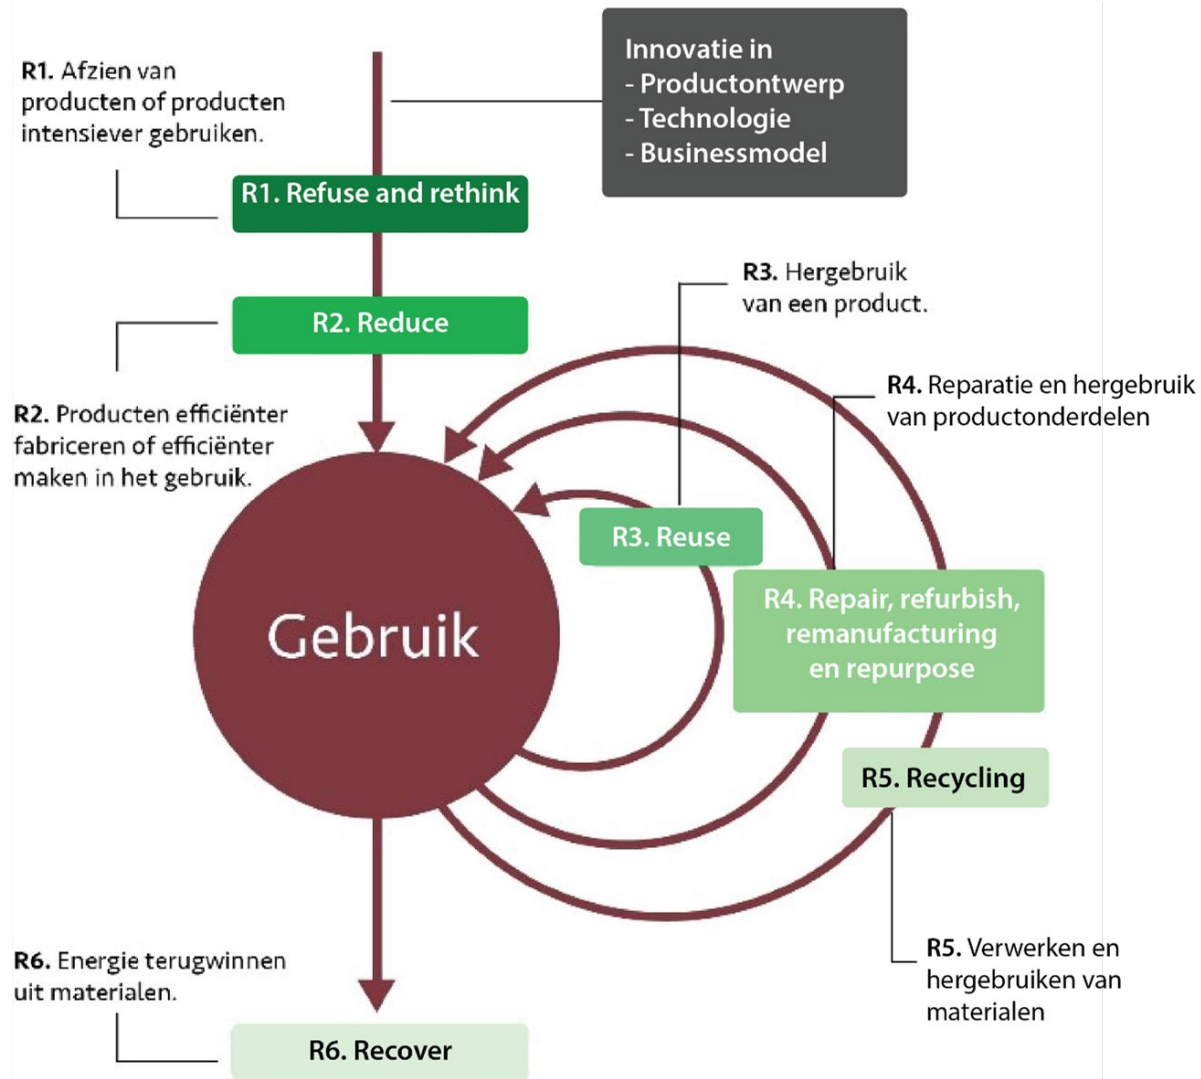 Innovatie in
- Productontwerp
- Technologie
- Businessmodel
R1. Afzien van
producten of producten
intensiever gebruiken.
R1. Refuse and rethink
R2. Reduce
R3. Hergebruik
van een product.
R4. Reparatie en hergebruik
van productonderdelen
R2. Producten efficiënter
fabriceren of efficiënter
maken in het gebruik.
R3. Reuse
Gebruik
R4. Repair, refurbish,
remanufacturing
en repurpose
R5. Recycling
R5. Verwerken en
hergebruiken van
materialen
R6. Energie terugwinnen
uit materialen.
R6. Recover